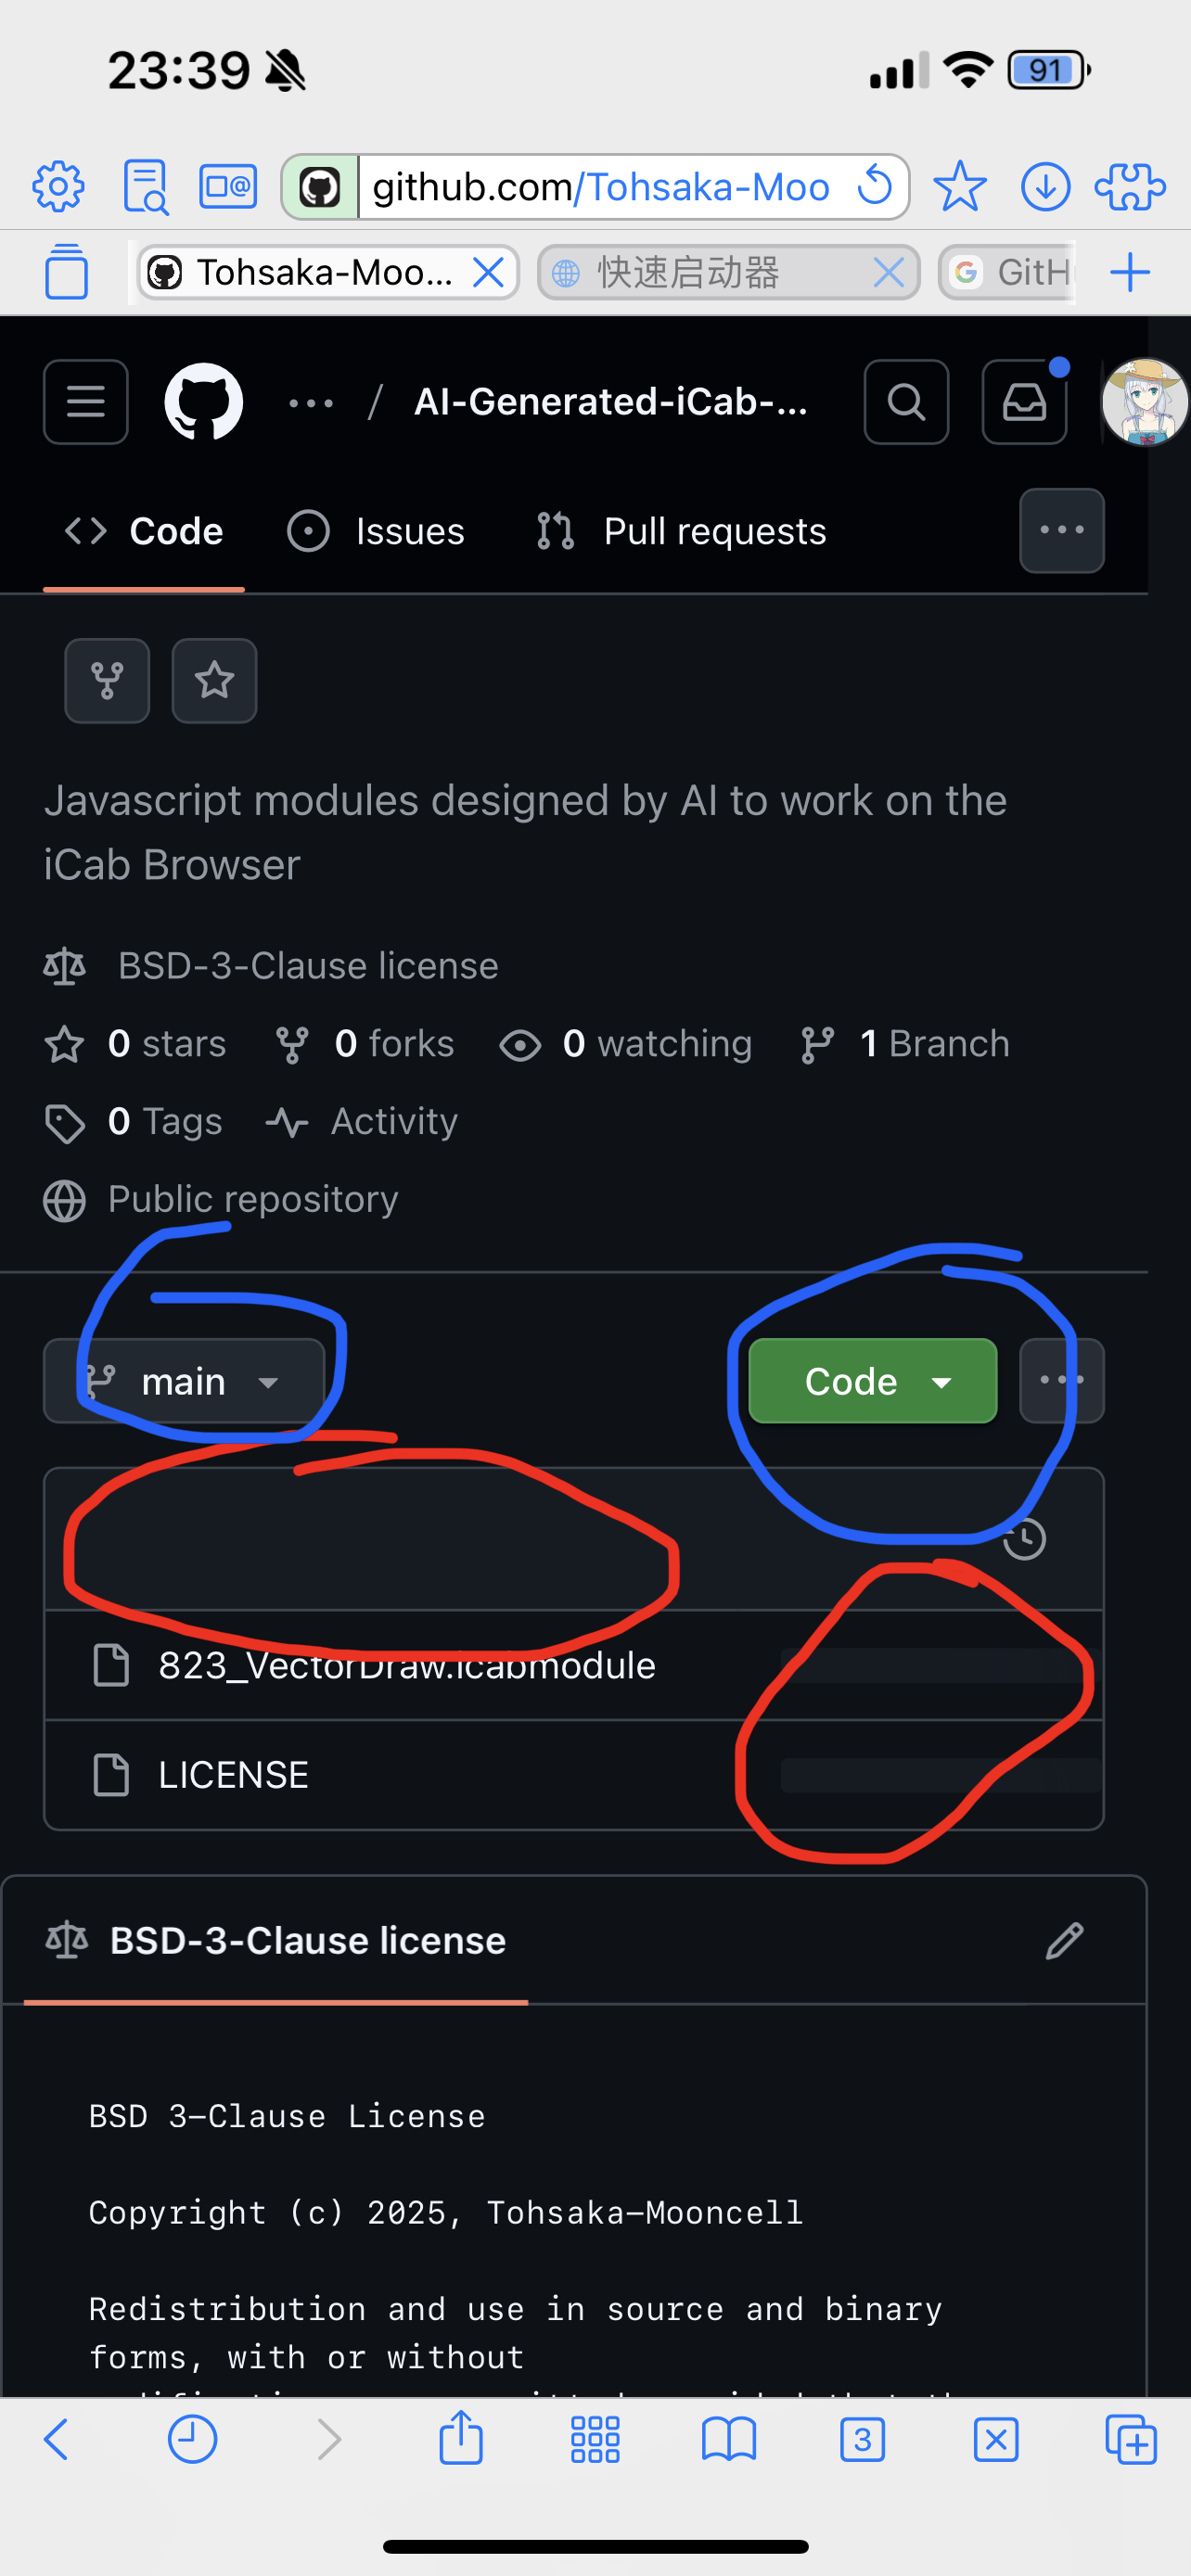 23:39
91
github.com/Tohsaka-Moo
Tohsaka-Moo...
快速启动器
GitH
... / AI-Generated-iCab-...
Code
Issues
Pull requests
Javascript modules designed by AI to work on the
iCab Browser
BSD-3-Clause license
0 stars 0 forks 0 watching 1 Branch
0 Tags Activity
Public repository
main
Code
823_VectorDraw.icabmodule
LICENSE
BSD-3-Clause license
BSD 3-Clause License
Copyright (c) 2025, Tohsaka-Mooncell
Redistribution and use in source and binary
forms, with or without
3